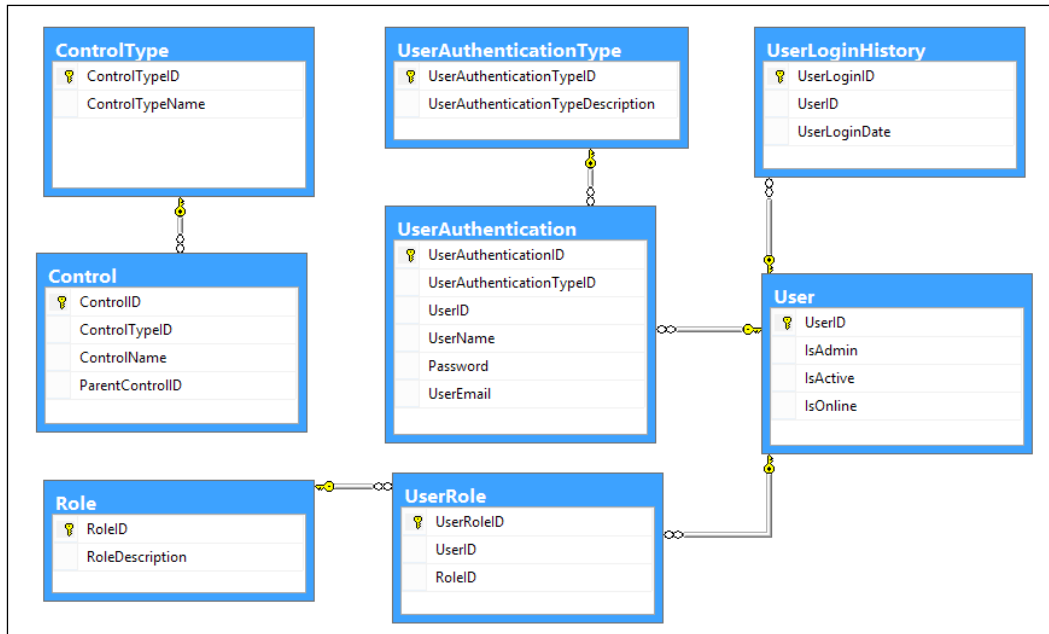 ControlType
ControlTypeID
ControlTypeName
UserAuthenticationType
UserAuthenticationTypeID
UserAuthenticationTypeDescription
UserLoginHistory
UserLoginID
UserID
UserLoginDate
Control
ControlID
ControlTypeID
ControlName
ParentControlID
UserAuthentication
UserAuthenticationID
UserAuthenticationTypeID
UserID
UserName
Password
UserEmail
User
UserID
IsAdmin
IsActive
IsOnline
Role
RoleID
RoleDescription
UserRole
UserRoleID
UserID
RoleID